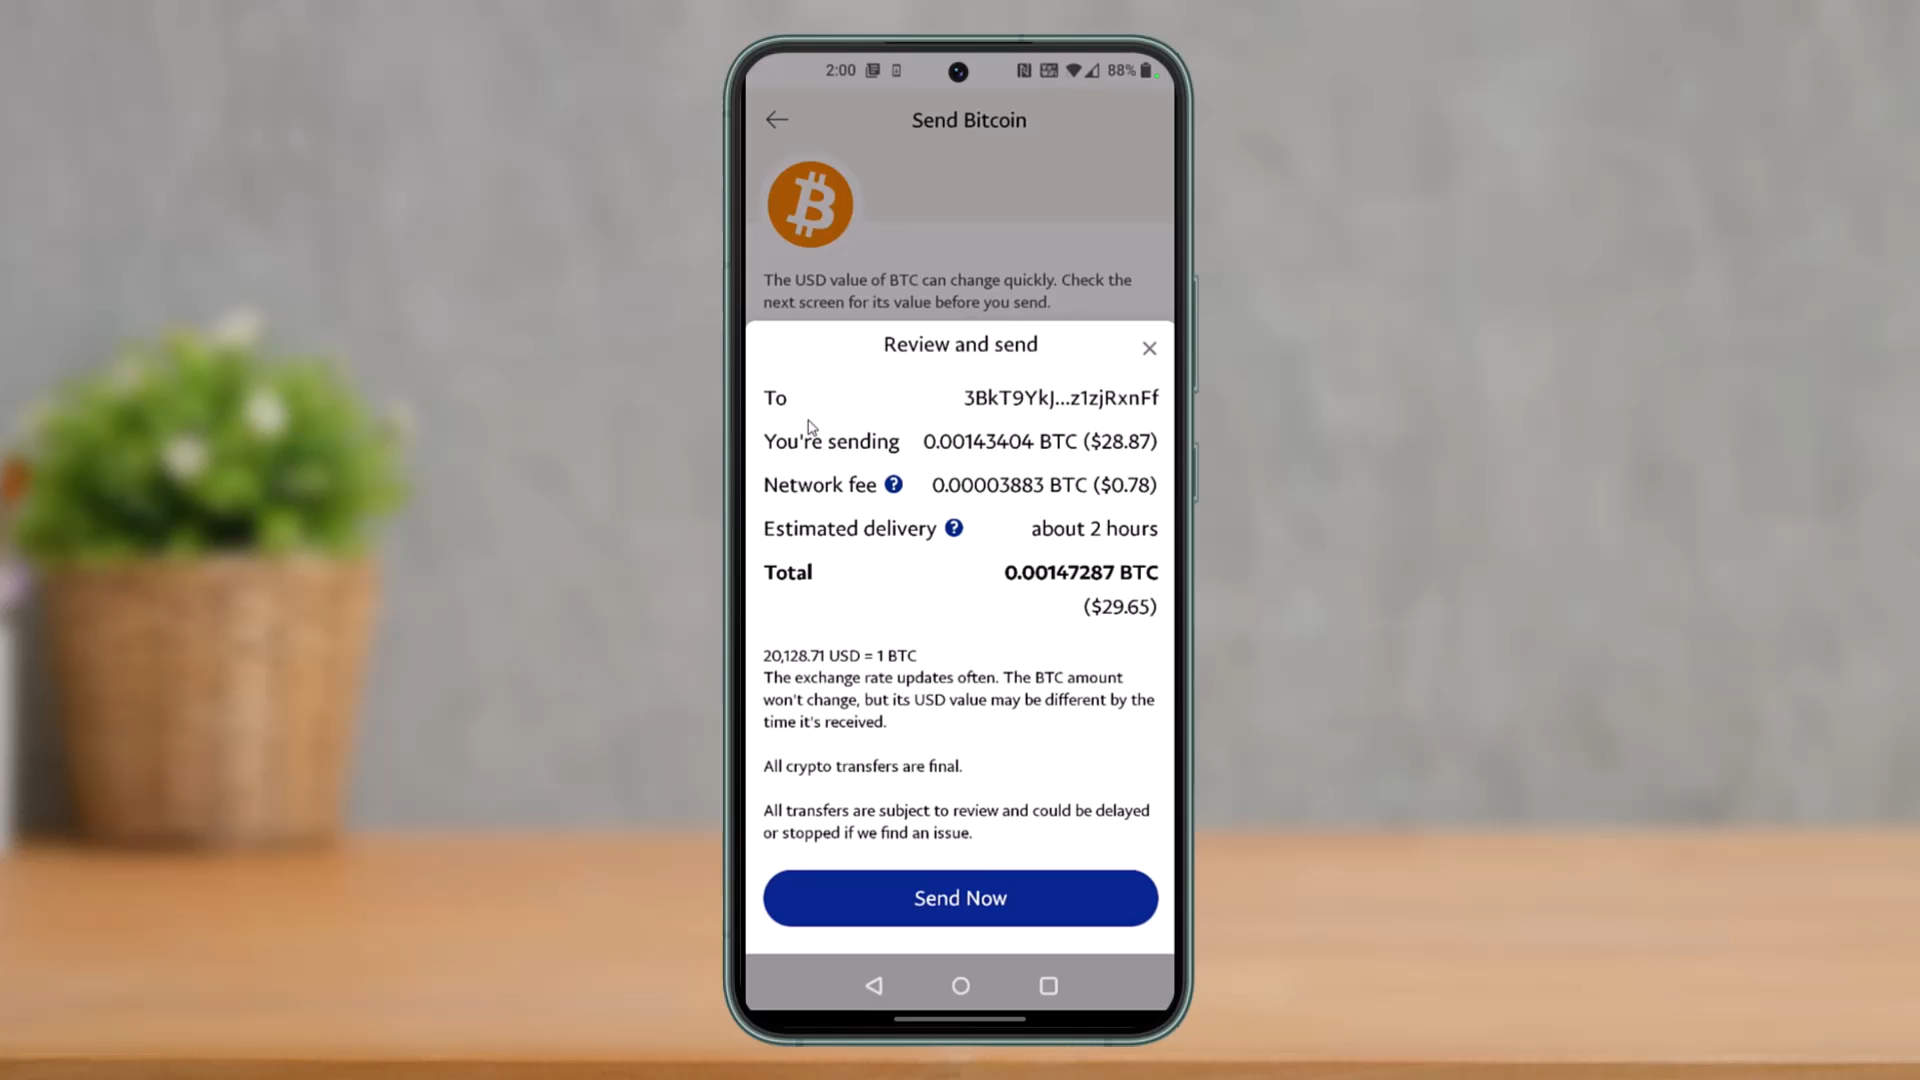 2:00 88%
Send Bitcoin
The USD value of BTC can change quickly. Check the
next screen for its value before you send.
Review and send
To 3BkT9YkJ...z1zjRxnFf
You're sending 0.00143404 BTC ($28.87)
Network fee ? 0.00003883 BTC ($0.78)
Estimated delivery ? about 2 hours
Total 0.00147287 BTC
($29.65)
20,128.71 USD = 1 BTC
The exchange rate updates often. The BTC amount
won't change, but its USD value may be different by the
time it's received.
All crypto transfers are final.
All transfers are subject to review and could be delayed
or stopped if we find an issue.
Send Now